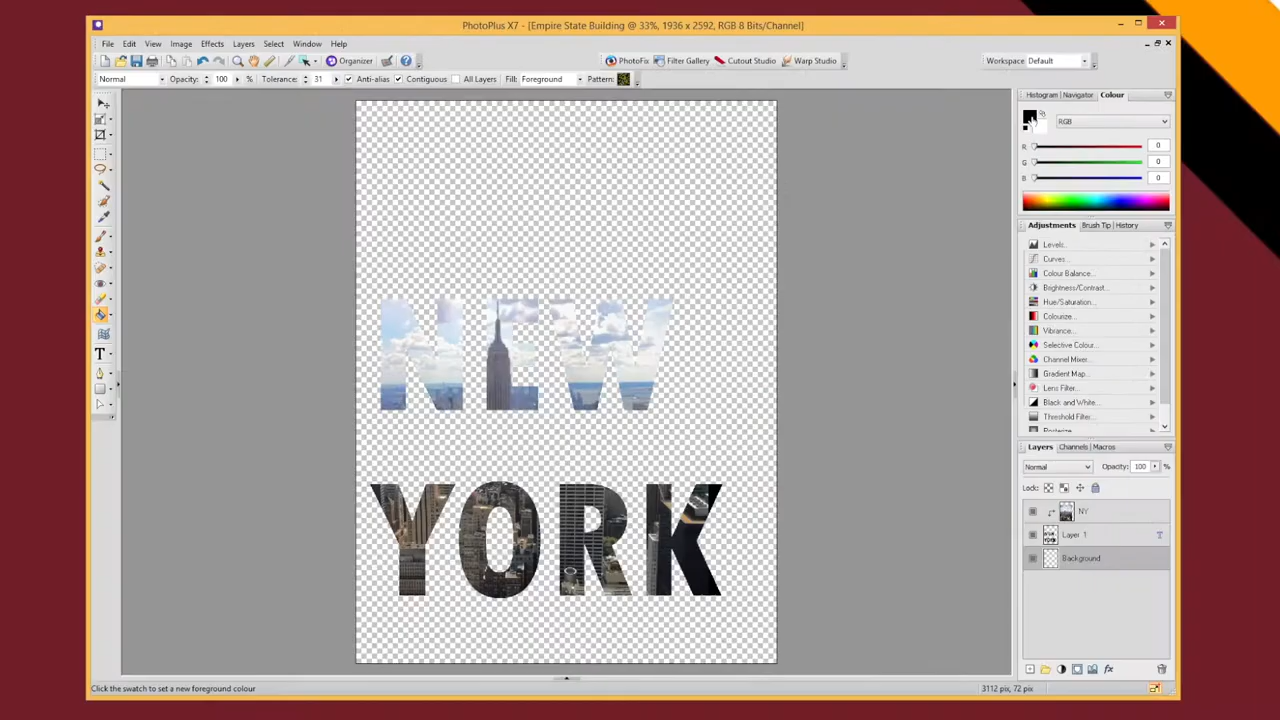 PhotoPlus X7 - [Empire State Building @ 33%, 1936 x 2592, RGB 8 Bits/Channel]
File Edit View Image Effects Layers Select Window Help
Organizer PhotoFix Filter Gallery Cutout Studio Warp Studio Workspace Default
Normal Opacity: 100 % Tolerance: 31 Anti-alias Contiguous All Layers Fill: Foreground Pattern:
Histogram Navigator Colour
RGB
R 0
G 0
B 0
Adjustments Brush Tip History
Levels...
Curves...
Colour Balance...
Brightness/Contrast...
Hue/Saturation...
Colourize...
Vibrance...
Selective Colour...
Channel Mixer...
Gradient Map...
Lens Filter...
Black and White...
Threshold Filter...
Posterize...
NEW
YORK
Layers Channels Macros
Normal Opacity: 100 %
Lock:
NY
Layer 1 T
Background
Click the swatch to set a new foreground colour
3112 pix, 72 pix